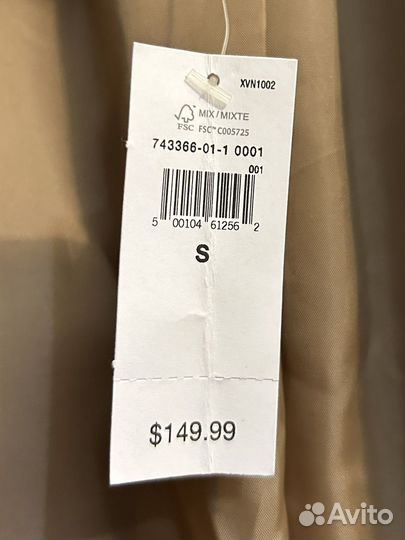 XVN1002
MIX / MIXTE
FSC FSC™ C005725
743366-01-1 0001
001
5 00104 61256 2
S
$149.99
Avito